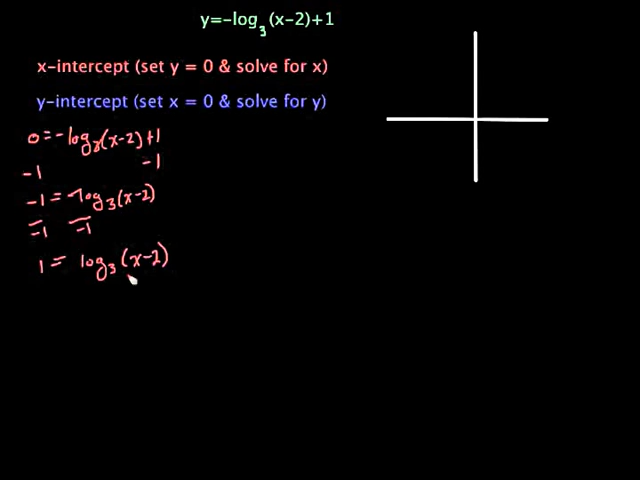 y=-log₃(x-2)+1
x-intercept (set y = 0 & solve for x)
y-intercept (set x = 0 & solve for y)
0=-log₃(x-2)+1
-1 -1
-1=-log₃(x-2)
-1 -1
1= log₃(x-2)